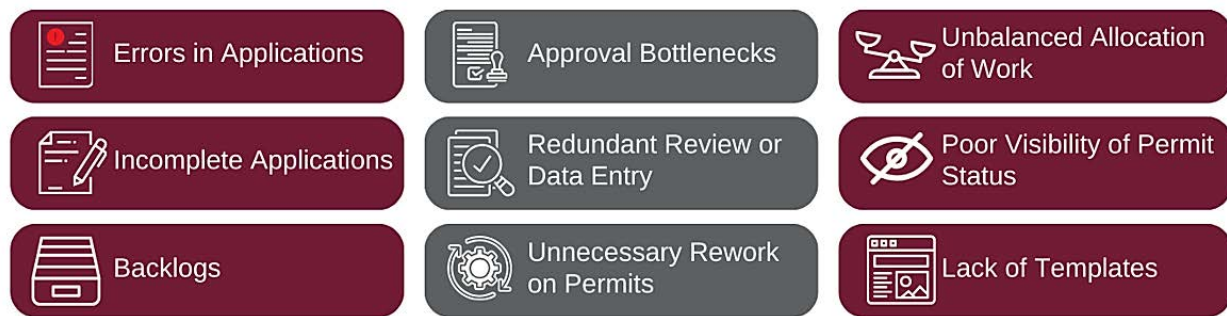 Errors in Applications
Approval Bottlenecks
Unbalanced Allocation
of Work
Incomplete Applications
Redundant Review or
Data Entry
Poor Visibility of Permit
Status
Backlogs
Unnecessary Rework
on Permits
Lack of Templates